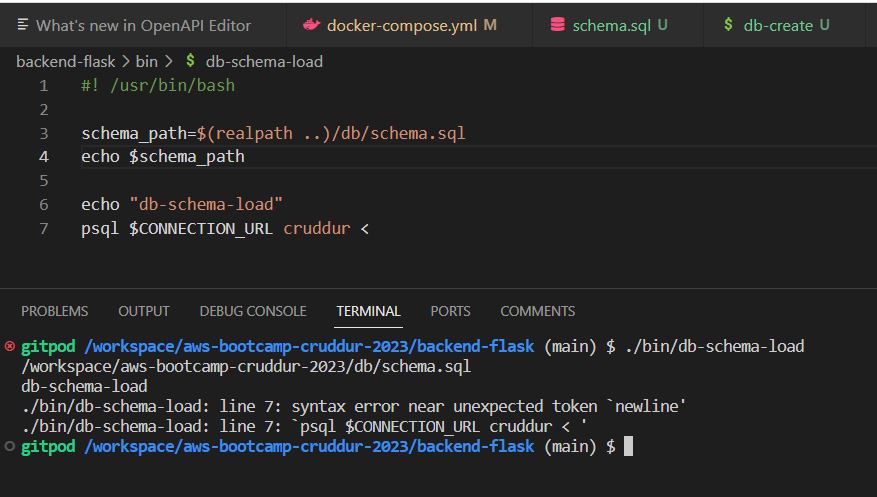 What's new in OpenAPI Editor docker-compose.yml M schema.sql U $ db-create U
backend-flask > bin > $ db-schema-load
1 #! /usr/bin/bash
2
3 schema_path=$(realpath ..)/db/schema.sql
4 echo $schema_path
5
6 echo "db-schema-load"
7 psql $CONNECTION_URL cruddur <
PROBLEMS OUTPUT DEBUG CONSOLE TERMINAL PORTS COMMENTS
gitpod /workspace/aws-bootcamp-cruddur-2023/backend-flask (main) $ ./bin/db-schema-load
/workspace/aws-bootcamp-cruddur-2023/db/schema.sql
db-schema-load
./bin/db-schema-load: line 7: syntax error near unexpected token `newline'
./bin/db-schema-load: line 7: `psql $CONNECTION_URL cruddur < '
gitpod /workspace/aws-bootcamp-cruddur-2023/backend-flask (main) $